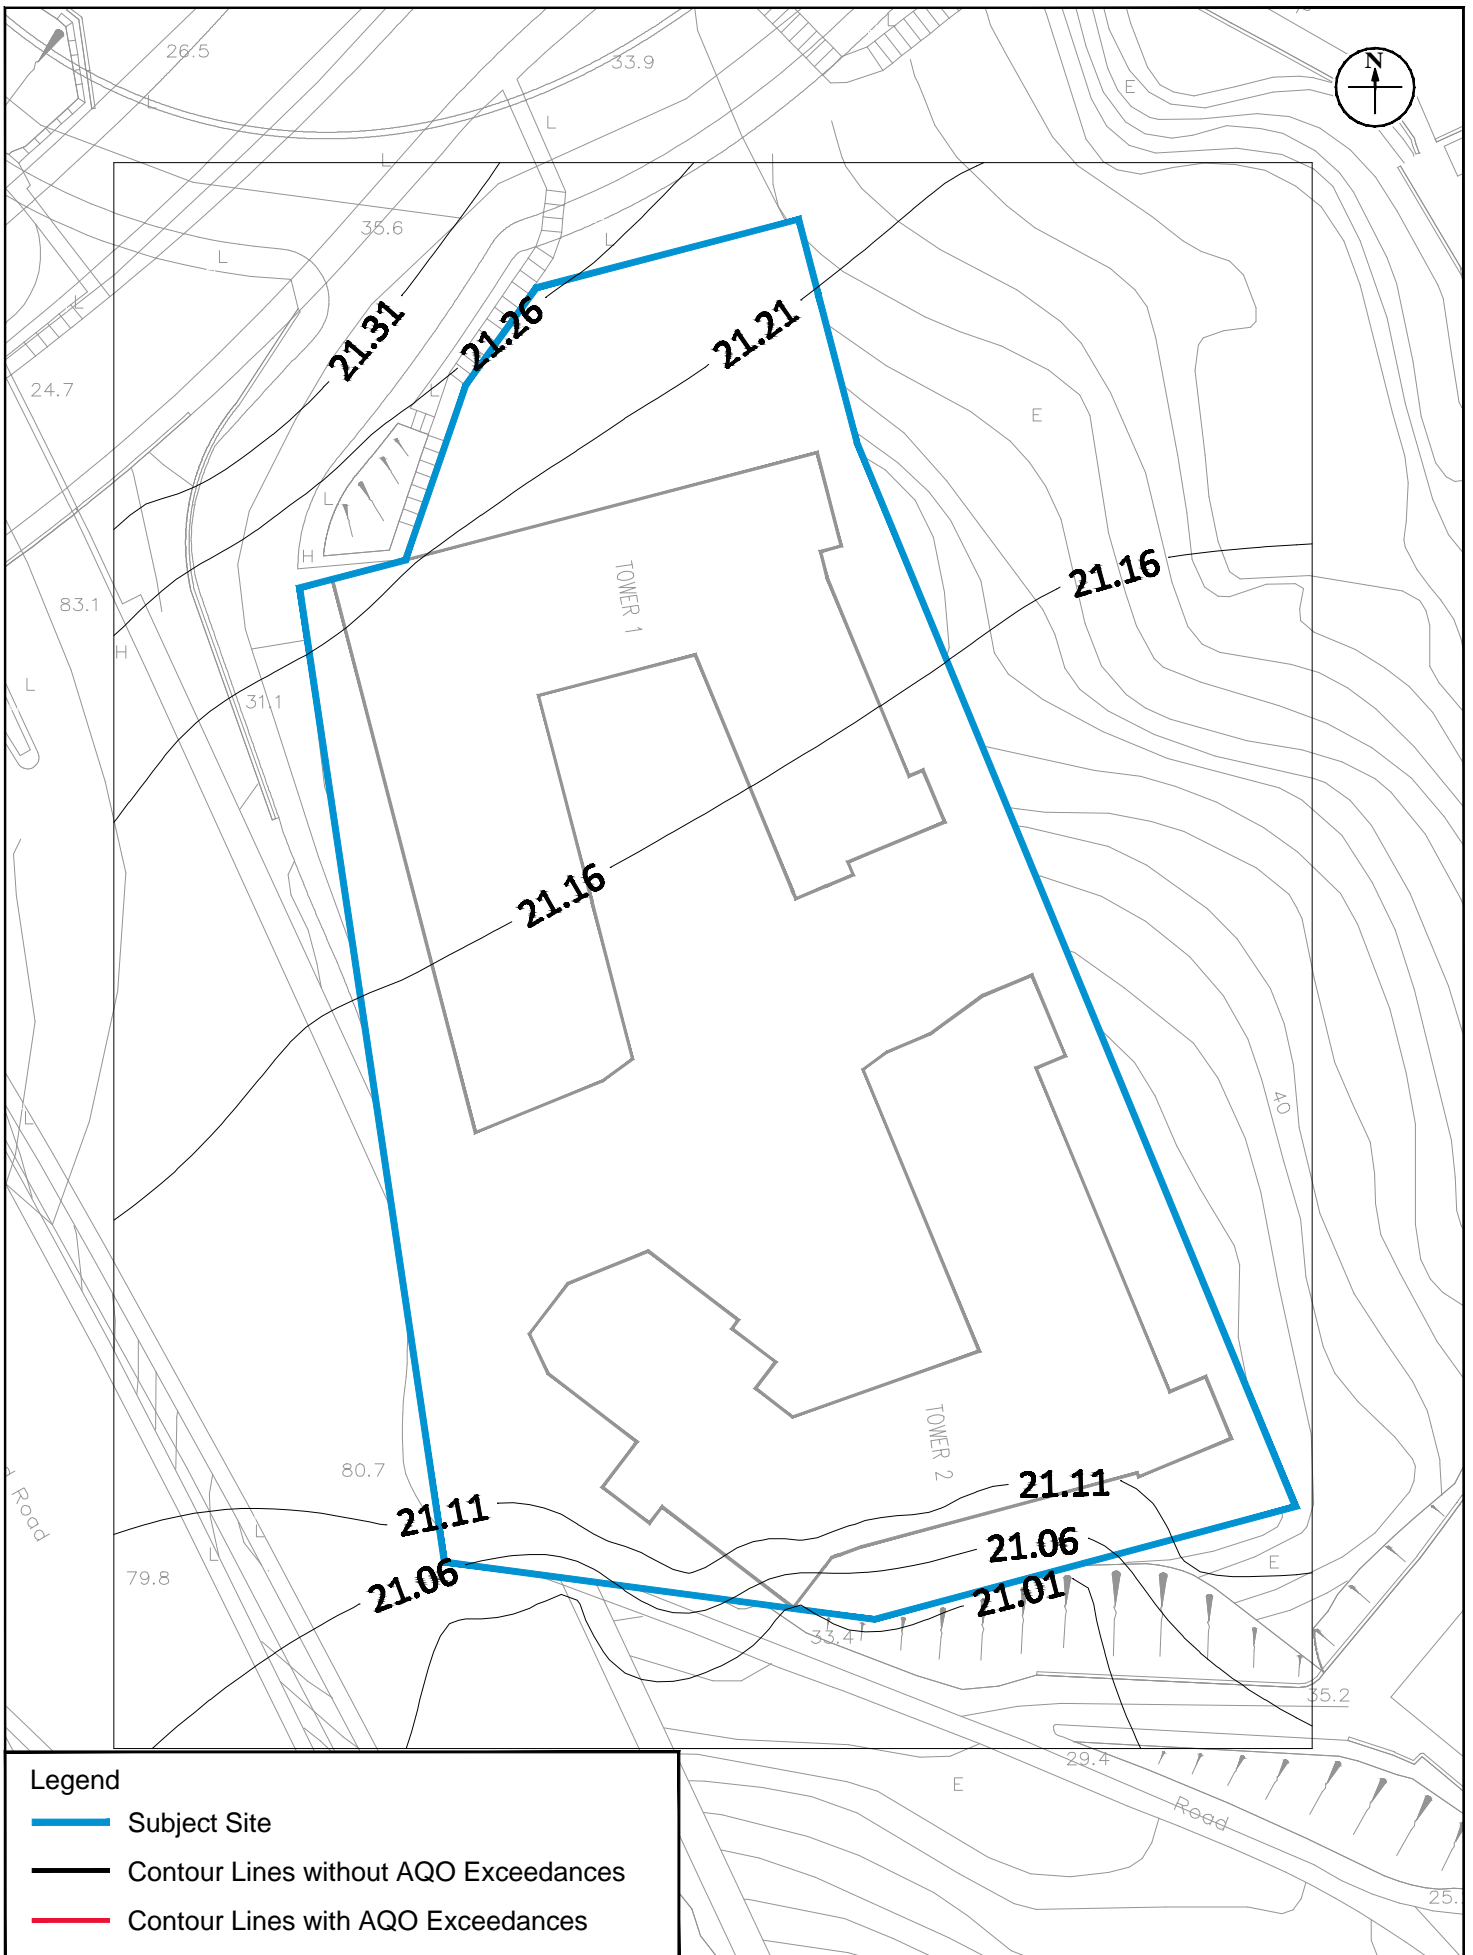 26.5
33.9
E
N
L
L
L
35.6
L
L
L
21.31
21.26
21.21
24.7
L
E
L
H
21.16
TOWER 1
83.1
H
L
31.1
21.16
40
L
TOWER 2
80.7
21.11
21.11
Road
L
L
21.06
E
79.8
21.06
21.01
33.4
35.2
29.4
E
Road
Legend
Subject Site
Contour Lines without AQO Exceedances
Contour Lines with AQO Exceedances
25.